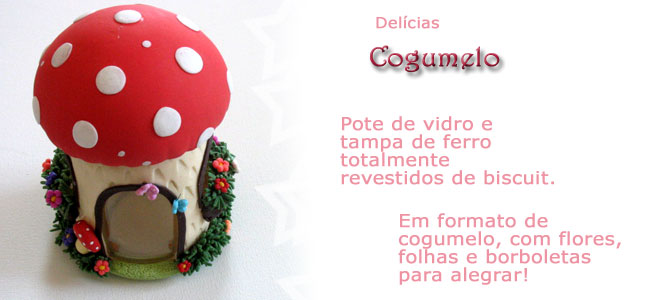 Delícias
Cogumelo
Pote de vidro e
tampa de ferro
totalmente
revestidos de biscuit.
Em formato de
cogumelo, com flores,
folhas e borboletas
para alegrar!